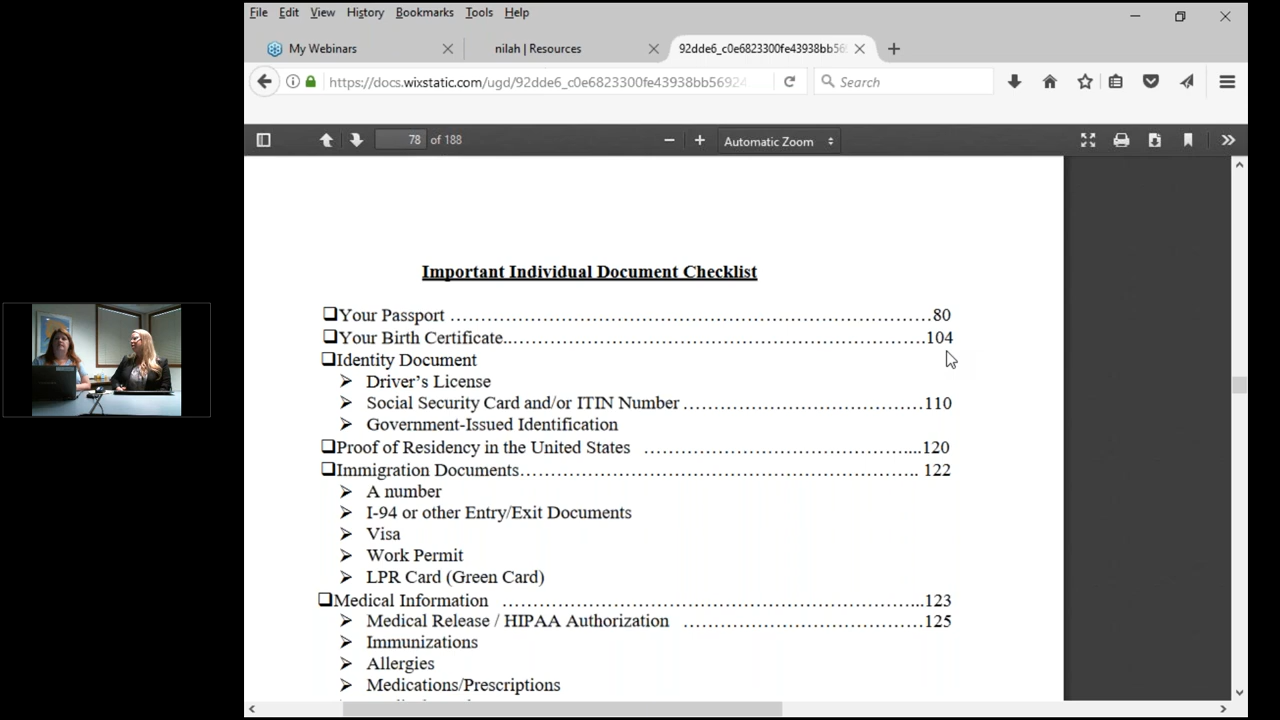 File Edit View History Bookmarks Tools Help
My Webinars
nilah | Resources
92dde6_c0e6823300fe43938bb569
https://docs.wixstatic.com/ugd/92dde6_c0e6823300fe43938bb56924
Search
78 of 188
Automatic Zoom
Important Individual Document Checklist
❑Your Passport ……………………………………………………………………80
❑Your Birth Certificate..………………………………………………………………104
❑Identity Document
➢ Driver's License
➢ Social Security Card and/or ITIN Number……………………………………110
➢ Government-Issued Identification
❑Proof of Residency in the United States ………………………………………....120
❑Immigration Documents…………………………………………………………….. 122
➢ A number
➢ I-94 or other Entry/Exit Documents
➢ Visa
➢ Work Permit
➢ LPR Card (Green Card)
❑Medical Information ……………………………………………………………...123
➢ Medical Release / HIPAA Authorization ……………………………………125
➢ Immunizations
➢ Allergies
➢ Medications/Prescriptions